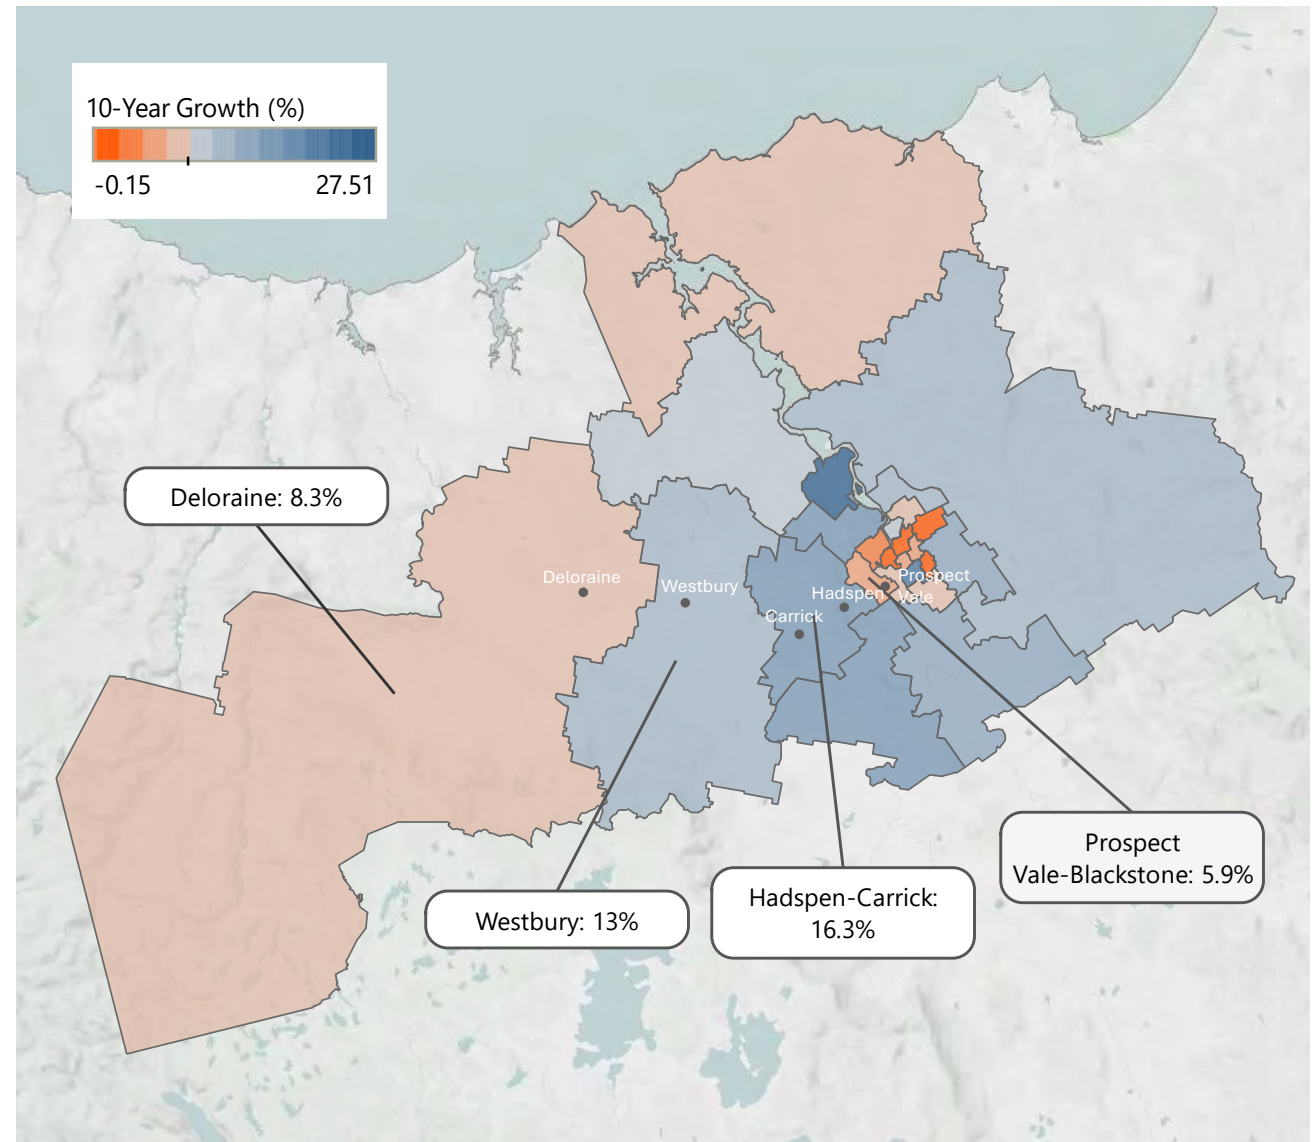 10-Year Growth (%)
-0.15 27.51
Deloraine: 8.3%
Deloraine
Westbury
Hadspen
Prospect
Vale
Carrick
Prospect
Vale-Blackstone: 5.9%
Hadspen-Carrick:
16.3%
Westbury: 13%